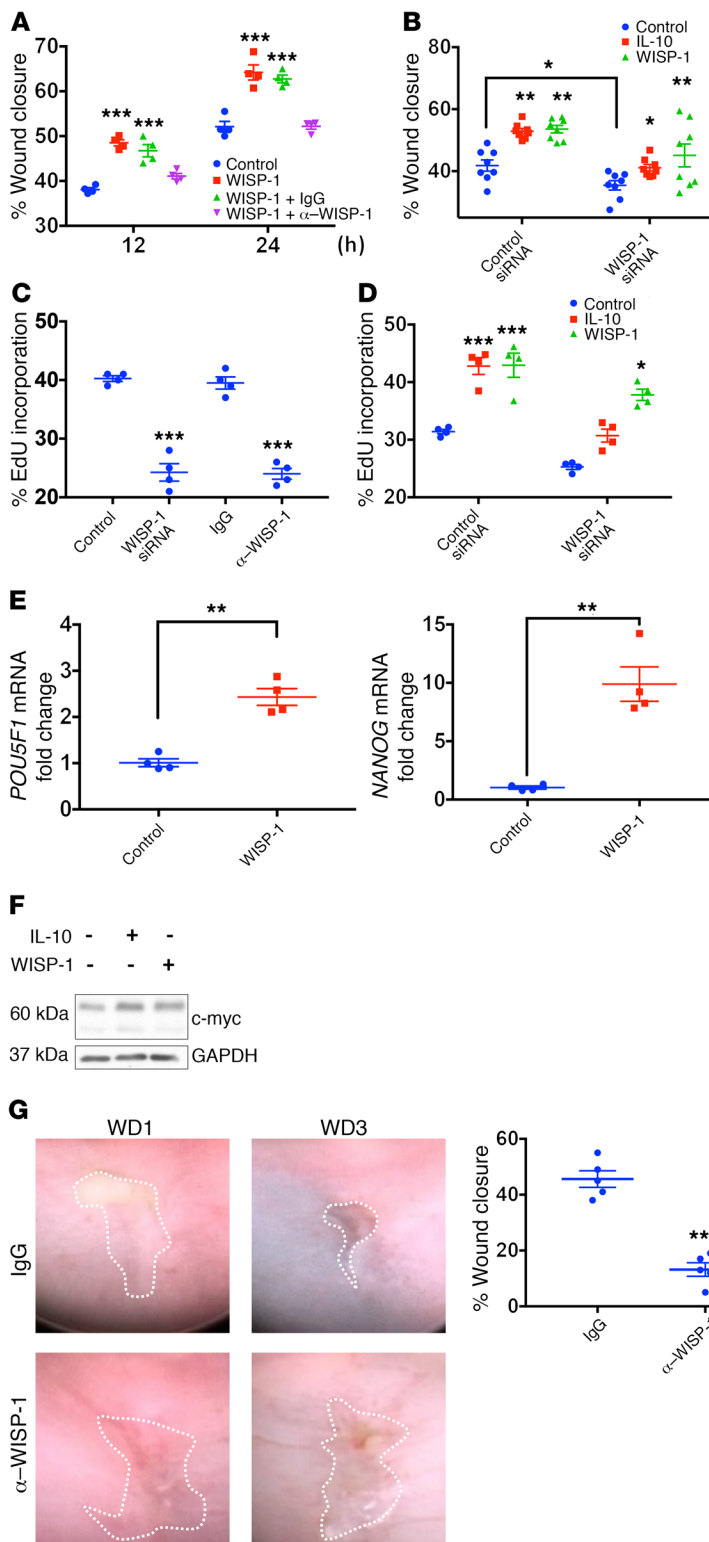 A
% Wound closure
70
60
50
40
30
***
***
***
***
Control
WISP-1
WISP-1 + IgG
WISP-1 + α–WISP-1
12
24
(h)
B
Control
IL-10
WISP-1
% Wound closure
80
60
40
*
**
**
*
**
Control
siRNA
WISP-1
siRNA
C
% EdU incorporation
50
40
30
20
***
***
Control
WISP-1
siRNA
IgG
α–WISP-1
D
Control
IL-10
WISP-1
% EdU incorporation
50
40
30
20
***
***
*
Control
siRNA
WISP-1
siRNA
E
POU5F1 mRNA
fold change
4
3
2
1
0
**
Control
WISP-1
NANOG mRNA
fold change
15
10
5
0
**
Control
WISP-1
F
IL-10 - + -
WISP-1 - - +
60 kDa
c-myc
37 kDa
GAPDH
G
WD1
WD3
IgG
α–WISP-1
% Wound closure
60
40
20
0
**
IgG